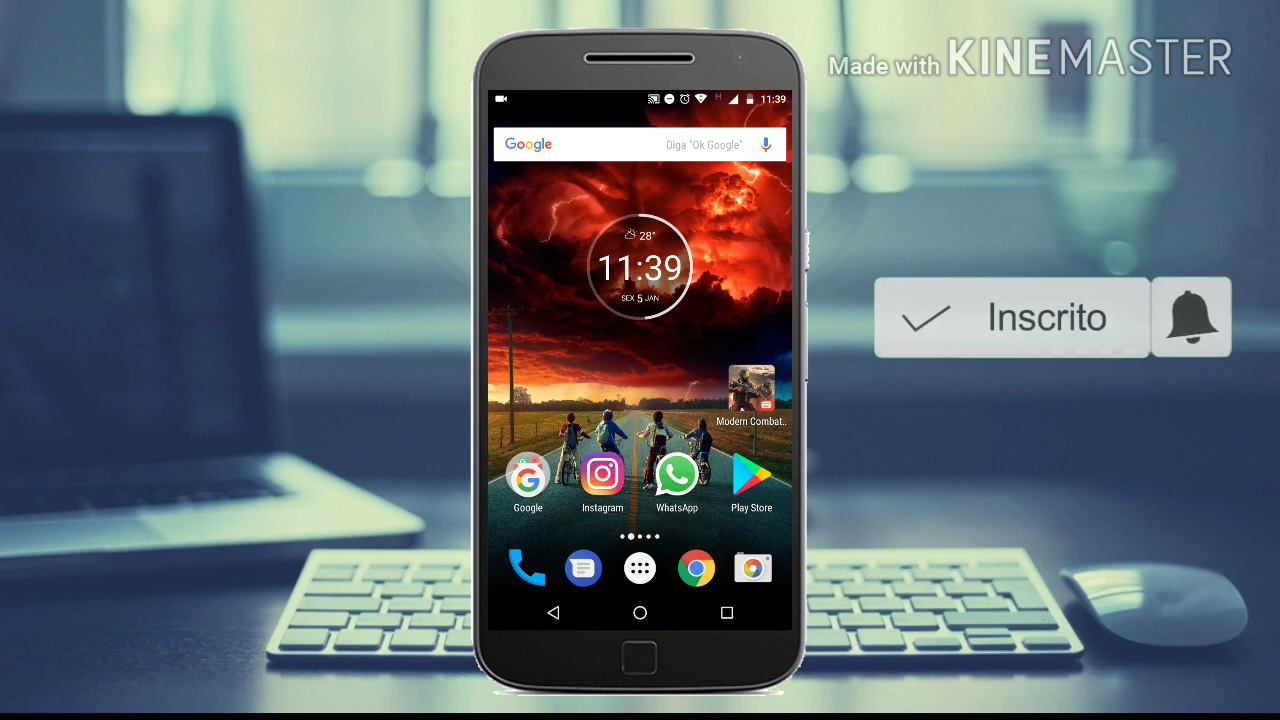 Made with KINEMASTER
H 11:39
Google Diga "Ok Google"
28°
11:39
SEX 5 JAN
Modern Combat..
Google Instagram WhatsApp Play Store
Inscrito